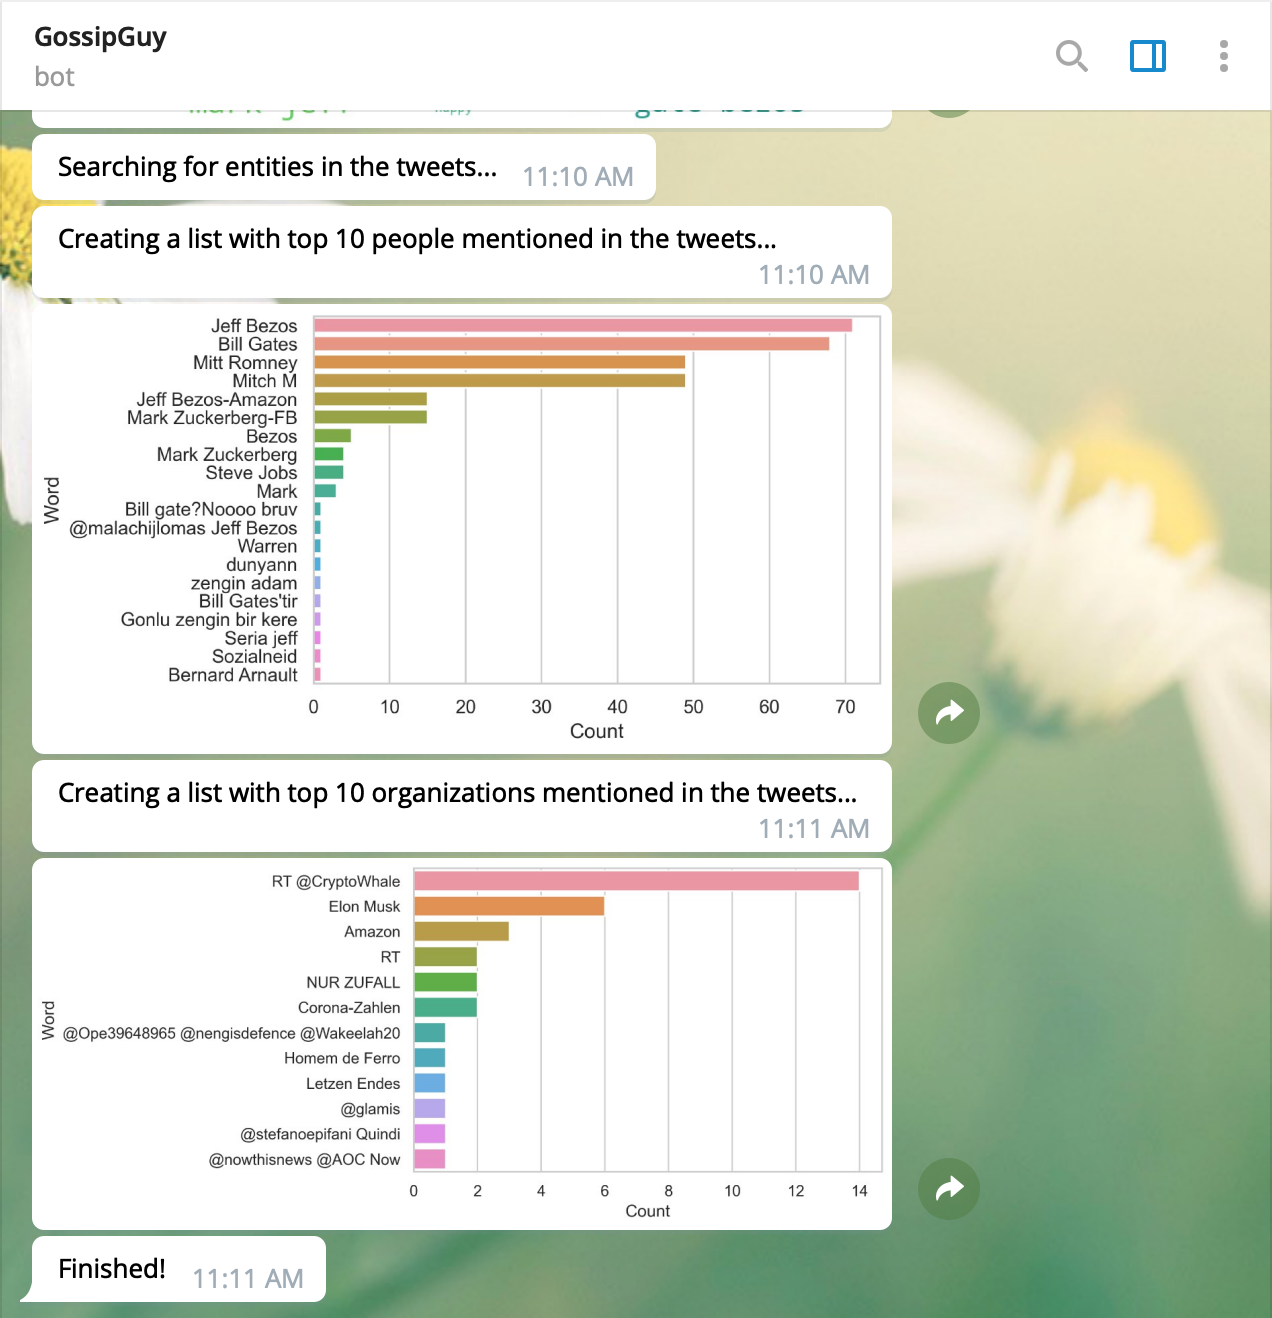 GossipGuy
bot
happy
Searching for entities in the tweets... 11:10 AM
Creating a list with top 10 people mentioned in the tweets...
11:10 AM
Jeff Bezos
Bill Gates
Mitt Romney
Mitch M
Jeff Bezos-Amazon
Mark Zuckerberg-FB
Bezos
Mark Zuckerberg
Steve Jobs
Mark
Bill gate?Noooo bruv
@malachijlomas Jeff Bezos
Warren
dunyann
zengin adam
Bill Gates'tir
Gonlu zengin bir kere
Seria jeff
Sozialneid
Bernard Arnault
Word
0 10 20 30 40 50 60 70
Count
Creating a list with top 10 organizations mentioned in the tweets...
11:11 AM
RT @CryptoWhale
Elon Musk
Amazon
RT
NUR ZUFALL
Corona-Zahlen
@Ope39648965 @nengisdefence @Wakeelah20
Homem de Ferro
Letzen Endes
@glamis
@stefanoepifani Quindi
@nowthisnews @AOC Now
Word
0 2 4 6 8 10 12 14
Count
Finished! 11:11 AM